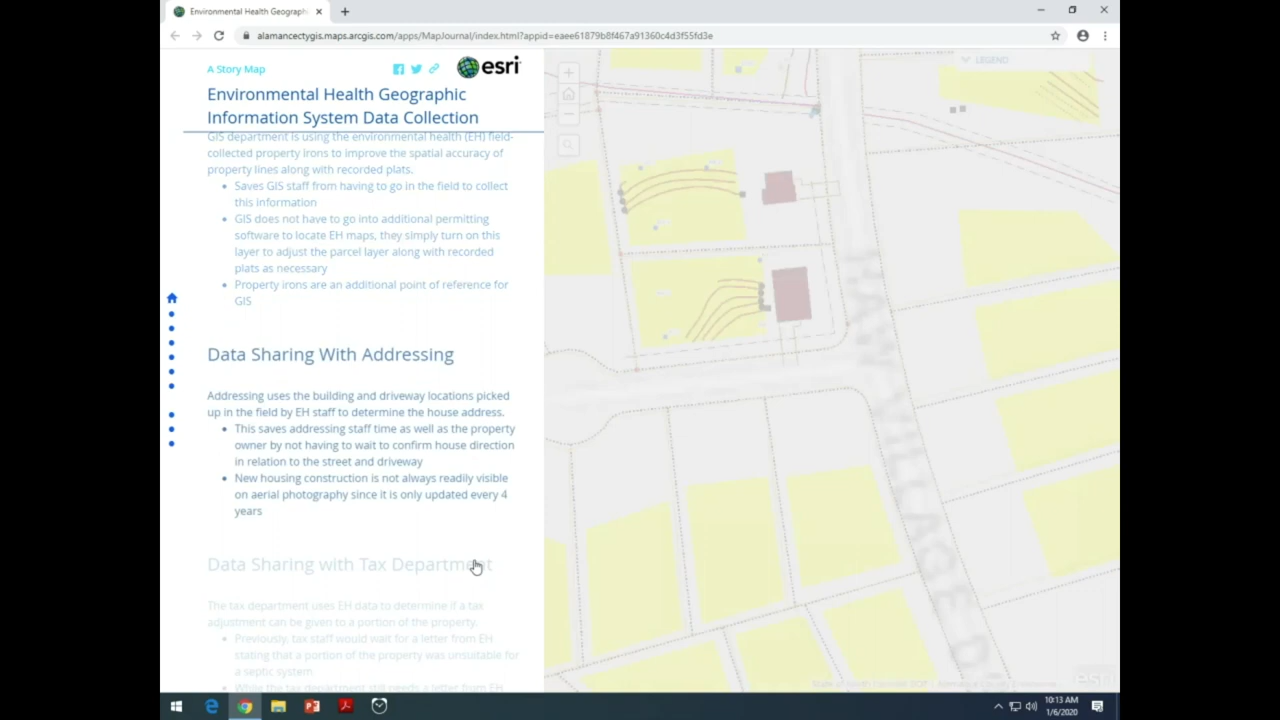 Environmental Health Geograph
alamancectygis.maps.arcgis.com/apps/MapJournal/index.html?appid=eaee61879b8f467a91360c4d3f55fd3e
A Story Map
esri
Environmental Health Geographic
Information System Data Collection
GIS department is using the environmental health (EH) field-
collected property irons to improve the spatial accuracy of
property lines along with recorded plats.
• Saves GIS staff from having to go in the field to collect
this information
• GIS does not have to go into additional permitting
software to locate EH maps, they simply turn on this
layer to adjust the parcel layer along with recorded
plats as necessary
• Property irons are an additional point of reference for
GIS
Data Sharing With Addressing
Addressing uses the building and driveway locations picked
up in the field by EH staff to determine the house address.
• This saves addressing staff time as well as the property
owner by not having to wait to confirm house direction
in relation to the street and driveway
• New housing construction is not always readily visible
on aerial photography since it is only updated every 4
years
Data Sharing with Tax Department
The tax department uses EH data to determine if a tax
adjustment can be given to a portion of the property.
• Previously, tax staff would wait for a letter from EH
stating that a portion of the property was unsuitable for
a septic system
• While the tax department still needs a letter from EH
LEGEND
esri
10:13 AM
1/6/2020